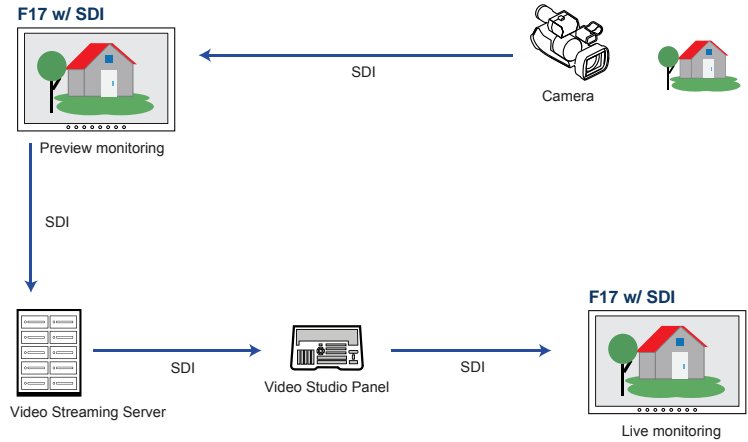 F17 w/ SDI
SDI
Camera
Preview monitoring
SDI
F17 w/ SDI
SDI
Video Studio Panel
SDI
Video Streaming Server
Live monitoring